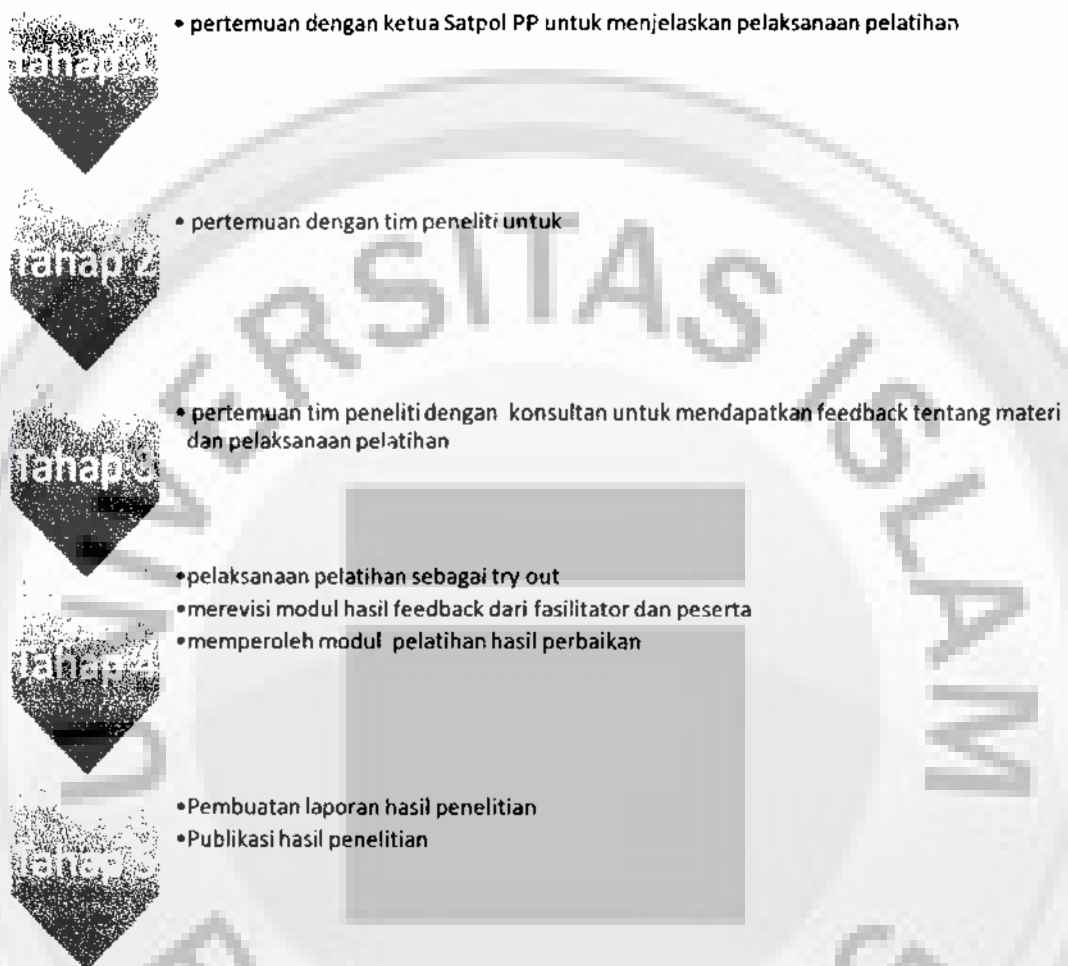 Tahap 1
• pertemuan dengan ketua Satpol PP untuk menjelaskan pelaksanaan pelatihan
Tahap 2
• pertemuan dengan tim peneliti untuk
Tahap 3
• pertemuan tim peneliti dengan konsultan untuk mendapatkan feedback tentang materi
dan pelaksanaan pelatihan
Tahap 4
•pelaksanaan pelatihan sebagai try out
•merevisi modul hasil feedback dari fasilitator dan peserta
•memperoleh modul pelatihan hasil perbaikan
Tahap 5
•Pembuatan laporan hasil penelitian
•Publikasi hasil penelitian
UNIVERSITAS ISLAM